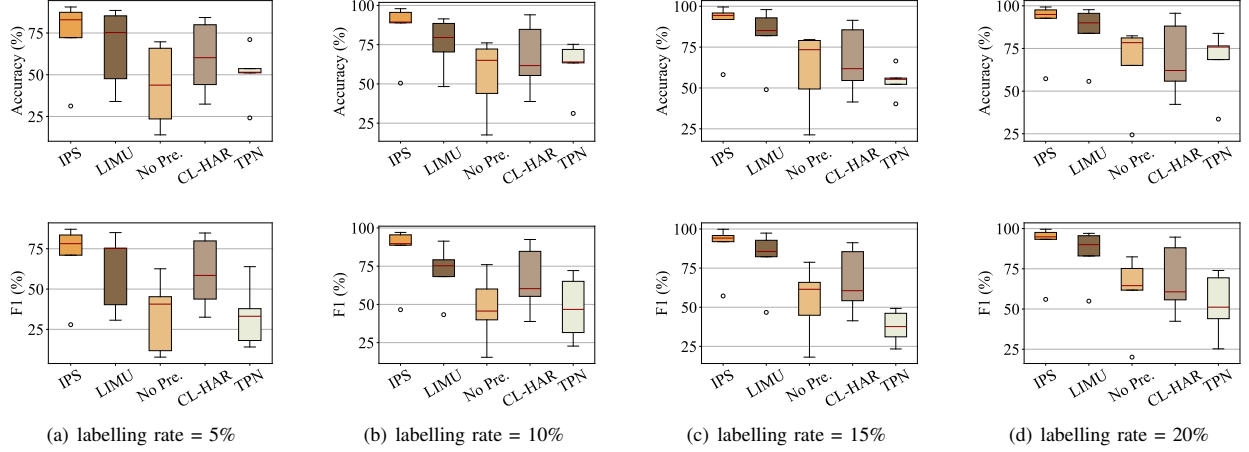 Accuracy (%)
75
50
25
IPS
LIMU
No Pre.
CL-HAR
TPN
Accuracy (%)
100
75
50
25
IPS
LIMU
No Pre.
CL-HAR
TPN
Accuracy (%)
100
75
50
25
IPS
LIMU
No Pre.
CL-HAR
TPN
Accuracy (%)
100
75
50
25
IPS
LIMU
No Pre.
CL-HAR
TPN
F1 (%)
75
50
25
IPS
LIMU
No Pre.
CL-HAR
TPN
F1 (%)
100
75
50
25
IPS
LIMU
No Pre.
CL-HAR
TPN
F1 (%)
100
75
50
25
IPS
LIMU
No Pre.
CL-HAR
TPN
F1 (%)
100
75
50
25
IPS
LIMU
No Pre.
CL-HAR
TPN
(a) labelling rate = 5%
(b) labelling rate = 10%
(c) labelling rate = 15%
(d) labelling rate = 20%